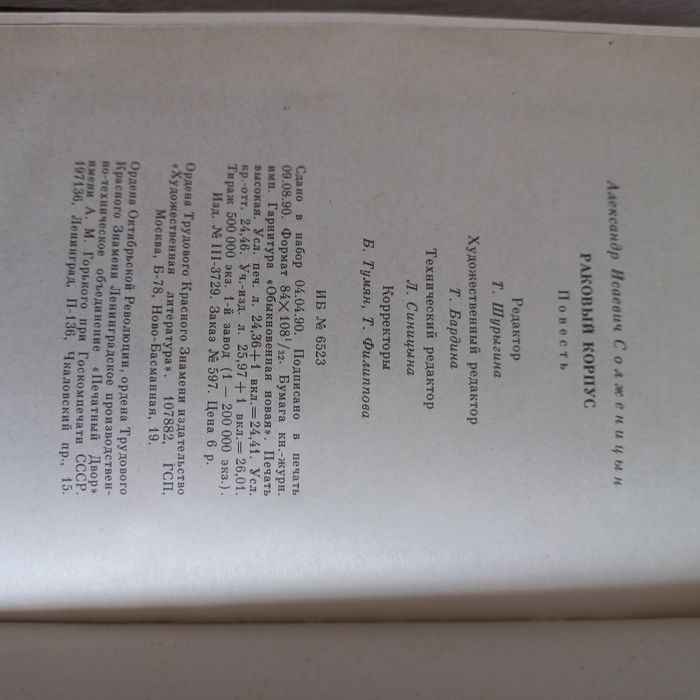 Александр Исаевич Солженицын
РАКОВЫЙ КОРПУС
Повесть
Редактор
Т. Шурыгина
Художественный редактор
Т. Бардина
Технический редактор
Л. Синицына
Корректоры
Б. Тумян, Т. Филиппова
ИБ № 6523
Сдано в набор 04.04.90. Подписано в печать
09.08.90. Формат 84×108¹/₃₂. Бумага кн.-журн.
имп. Гарнитура «Обыкновенная новая». Печать
высокая. Усл. печ. л. 24,36+1 вкл.=24,41. Усл.
кр.-отт. 24,46. Уч.-изд. л. 25,97+1 вкл.=26,01.
Тираж 500 000 экз. 1-й завод (1 — 200 000 экз.).
Изд. № III-3729. Заказ № 597. Цена 6 р.
Ордена Трудового Красного Знамени издательство
«Художественная литература». 107882, ГСП,
Москва, Б-78, Ново-Басманная, 19.
Ордена Октябрьской Революции, ордена Трудового
Красного Знамени Ленинградское производствен-
но-техническое объединение «Печатный Двор»
имени А. М. Горького при Госкомпечати СССР.
197136, Ленинград, П-136, Чкаловский пр., 15.